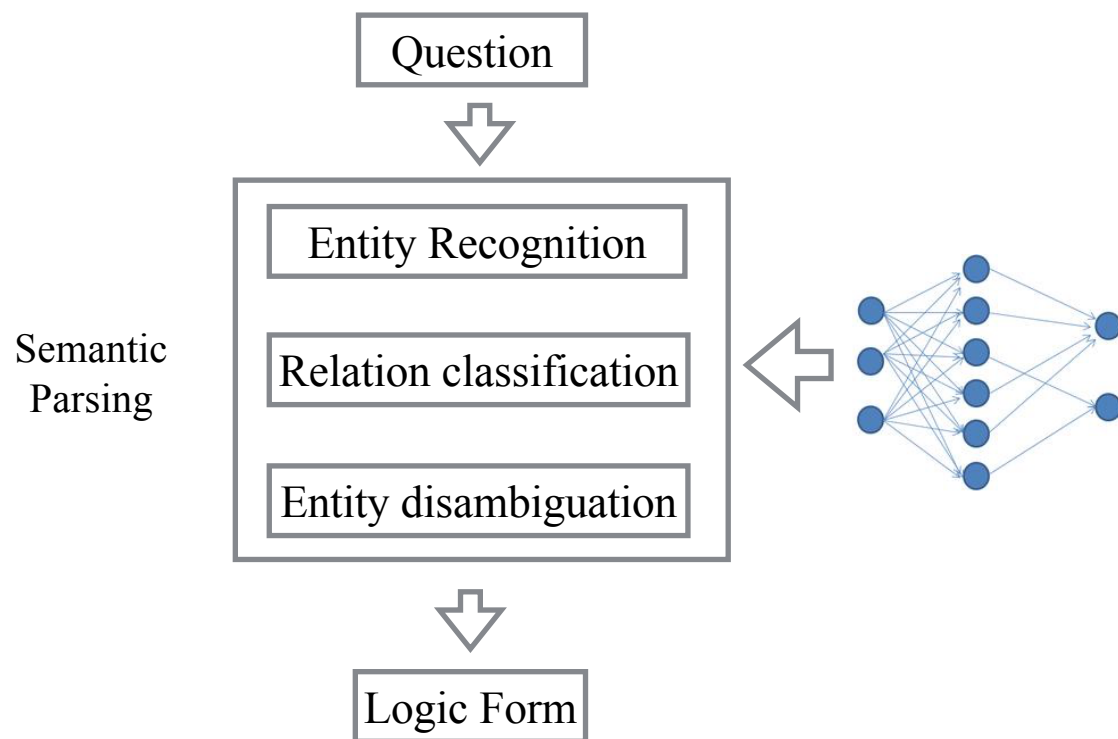 Question
Entity Recognition
Semantic
Parsing
Relation classification
Entity disambiguation
Logic Form